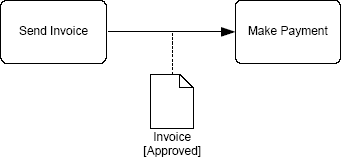 Send Invoice
Make Payment
Invoice
[Approved]